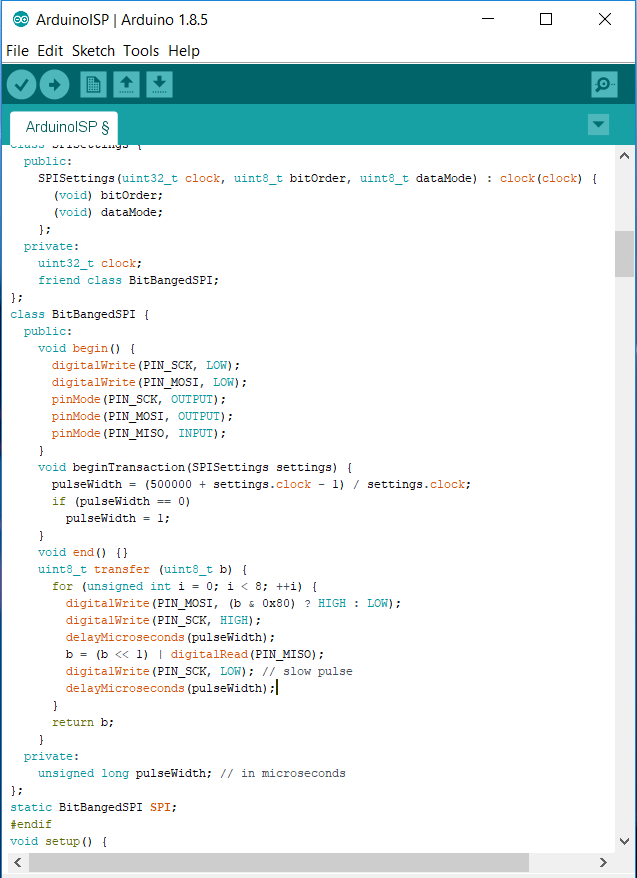 ArduinoISP | Arduino 1.8.5
File Edit Sketch Tools Help
ArduinoISP §
class SPISettings {
  public:
    SPISettings(uint32_t clock, uint8_t bitOrder, uint8_t dataMode) : clock(clock) {
      (void) bitOrder;
      (void) dataMode;
    };
  private:
    uint32_t clock;
    friend class BitBangedSPI;
};
class BitBangedSPI {
  public:
    void begin() {
      digitalWrite(PIN_SCK, LOW);
      digitalWrite(PIN_MOSI, LOW);
      pinMode(PIN_SCK, OUTPUT);
      pinMode(PIN_MOSI, OUTPUT);
      pinMode(PIN_MISO, INPUT);
    }
    void beginTransaction(SPISettings settings) {
      pulseWidth = (500000 + settings.clock - 1) / settings.clock;
      if (pulseWidth == 0)
        pulseWidth = 1;
    }
    void end() {}
    uint8_t transfer (uint8_t b) {
      for (unsigned int i = 0; i < 8; ++i) {
        digitalWrite(PIN_MOSI, (b & 0x80) ? HIGH : LOW);
        digitalWrite(PIN_SCK, HIGH);
        delayMicroseconds(pulseWidth);
        b = (b << 1) | digitalRead(PIN_MISO);
        digitalWrite(PIN_SCK, LOW); // slow pulse
        delayMicroseconds(pulseWidth);
      }
      return b;
    }
  private:
    unsigned long pulseWidth; // in microseconds
};
static BitBangedSPI SPI;
#endif
void setup() {